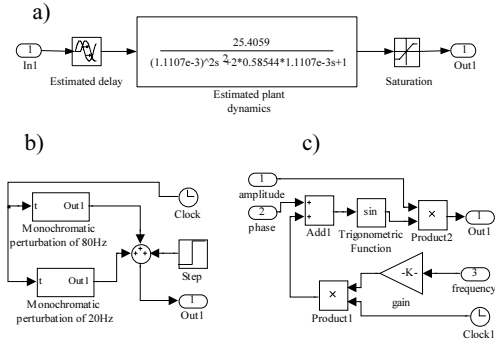 a)
1
In1
Estimated delay
25.4059
(1.1107e-3)^2s^2+2*0.58544*1.1107e-3s+1
Estimated plant
dynamics
Saturation
1
Out1
b)
t
Out1
Monochromatic
perturbation of 80Hz
Clock
+
+
+
Step
t
Out1
Monochromatic
perturbation of 20Hz
1
Out1
c)
1
amplitude
2
phase
+
+
Add1
sin
Trigonometric
Function
×
Product2
1
Out1
-K-
gain
3
frequency
×
Product1
Clock1